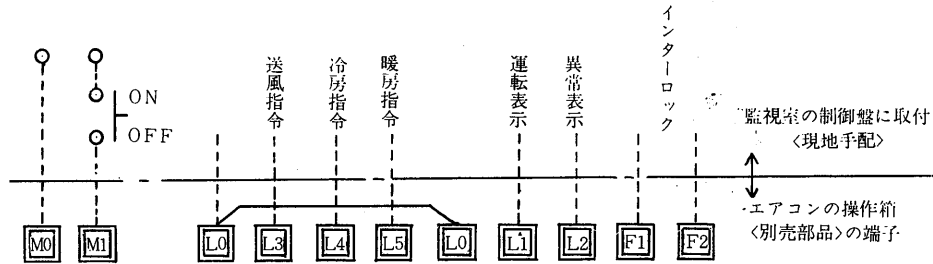 インターロック
送風指令
冷房指令
暖房指令
運転表示
異常表示
ON
OFF
監視室の制御盤に取付
〈現地手配〉
エアコンの操作箱
〈別売部品〉の端子
M0 M1 L0 L3 L4 L5 L0 L1 L2 F1 F2